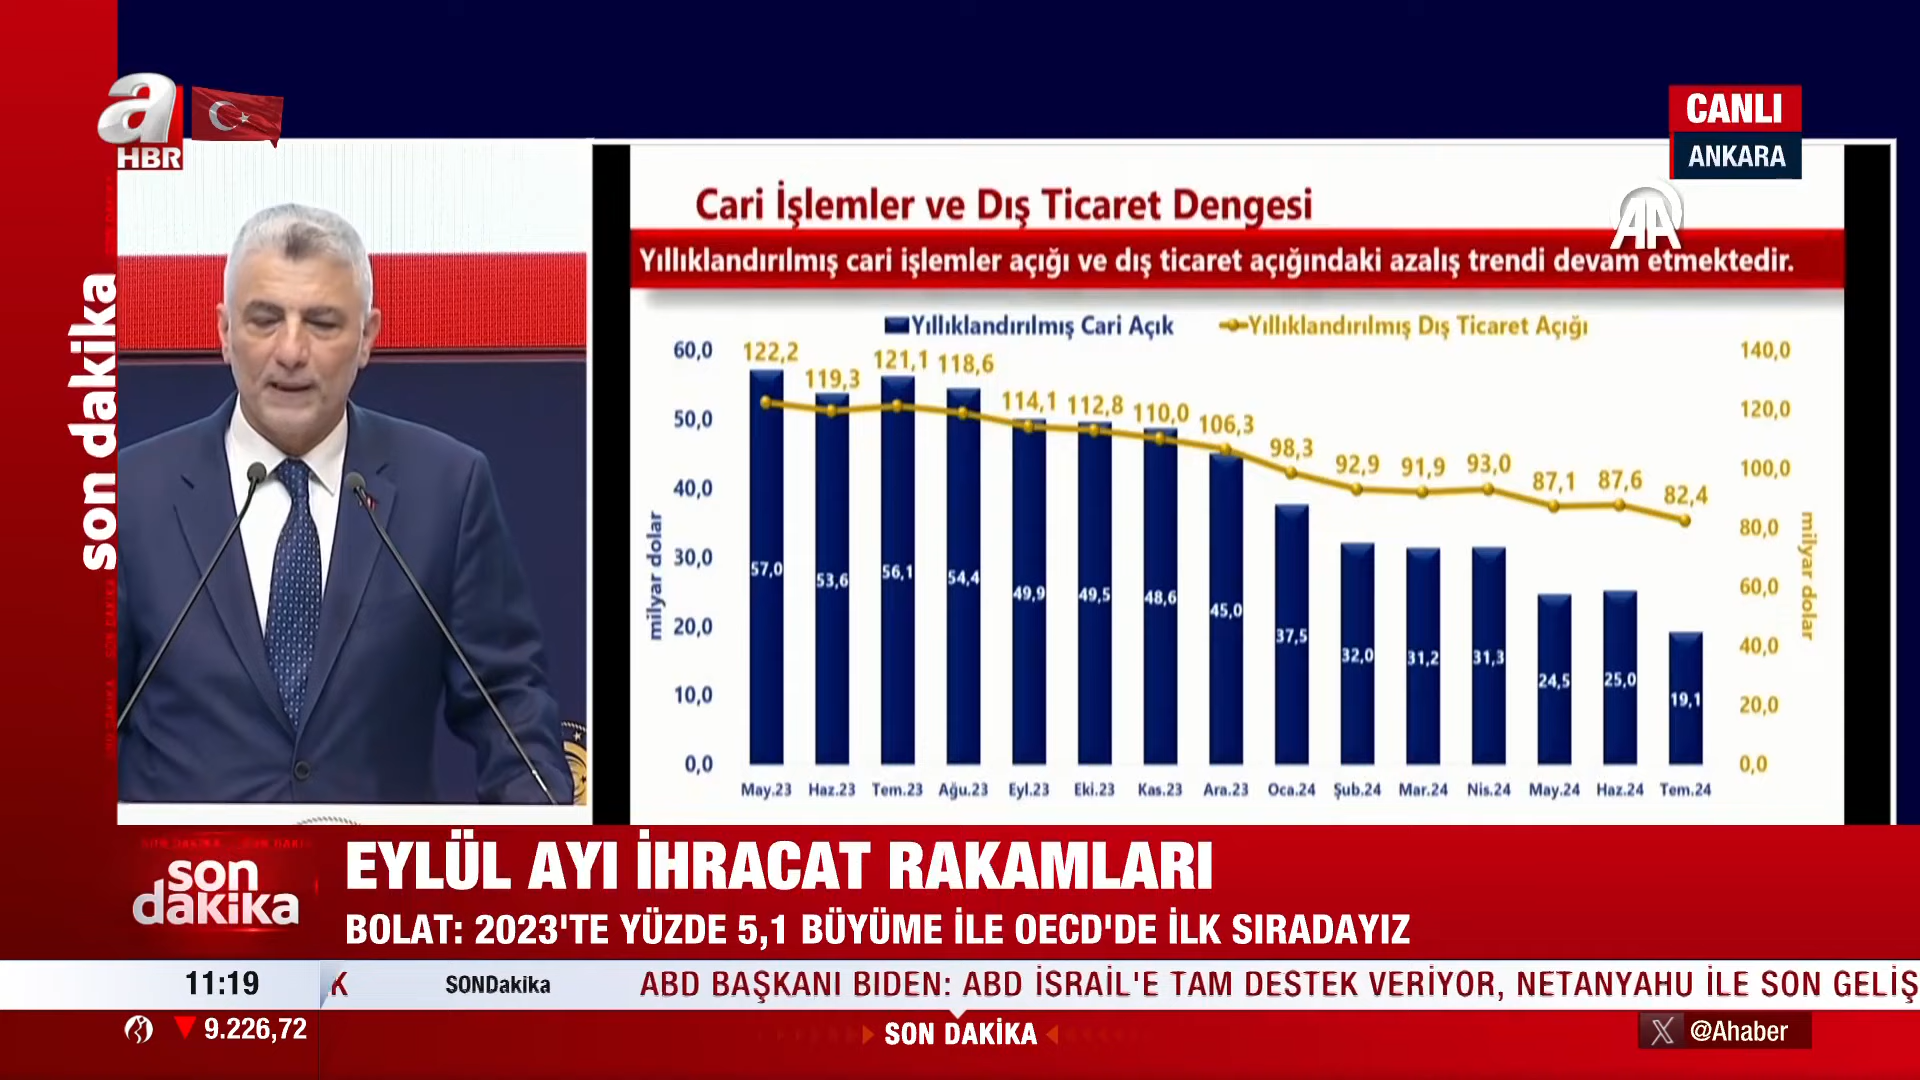 a
HBR
CANLI
ANKARA
AA
son dakika
Cari İşlemler ve Dış Ticaret Dengesi
Yıllıklandırılmış cari işlemler açığı ve dış ticaret açığındaki azalış trendi devam etmektedir.
Yıllıklandırılmış Cari Açık
Yıllıklandırılmış Dış Ticaret Açığı
milyar dolar
60,0
50,0
40,0
30,0
20,0
10,0
0,0
122,2 119,3 121,1 118,6 114,1 112,8 110,0 106,3 98,3 92,9 91,9 93,0 87,1 87,6 82,4
57,0 53,6 56,1 54,4 49,9 49,5 48,6 45,0 37,5 32,0 31,2 31,3 24,5 25,0 19,1
140,0
120,0
100,0
80,0
60,0
40,0
20,0
0,0
milyar dolar
May.23 Haz.23 Tem.23 Ağu.23 Eyl.23 Eki.23 Kas.23 Ara.23 Oca.24 Şub.24 Mar.24 Nis.24 May.24 Haz.24 Tem.24
son
dakika
EYLÜL AYI İHRACAT RAKAMLARI
BOLAT: 2023'TE YÜZDE 5,1 BÜYÜME İLE OECD'DE İLK SIRADAYIZ
11:19
K SONDakika ABD BAŞKANI BIDEN: ABD İSRAİL'E TAM DESTEK VERİYOR, NETANYAHU İLE SON GELİŞ
9.226,72
SON DAKİKA
@Ahaber